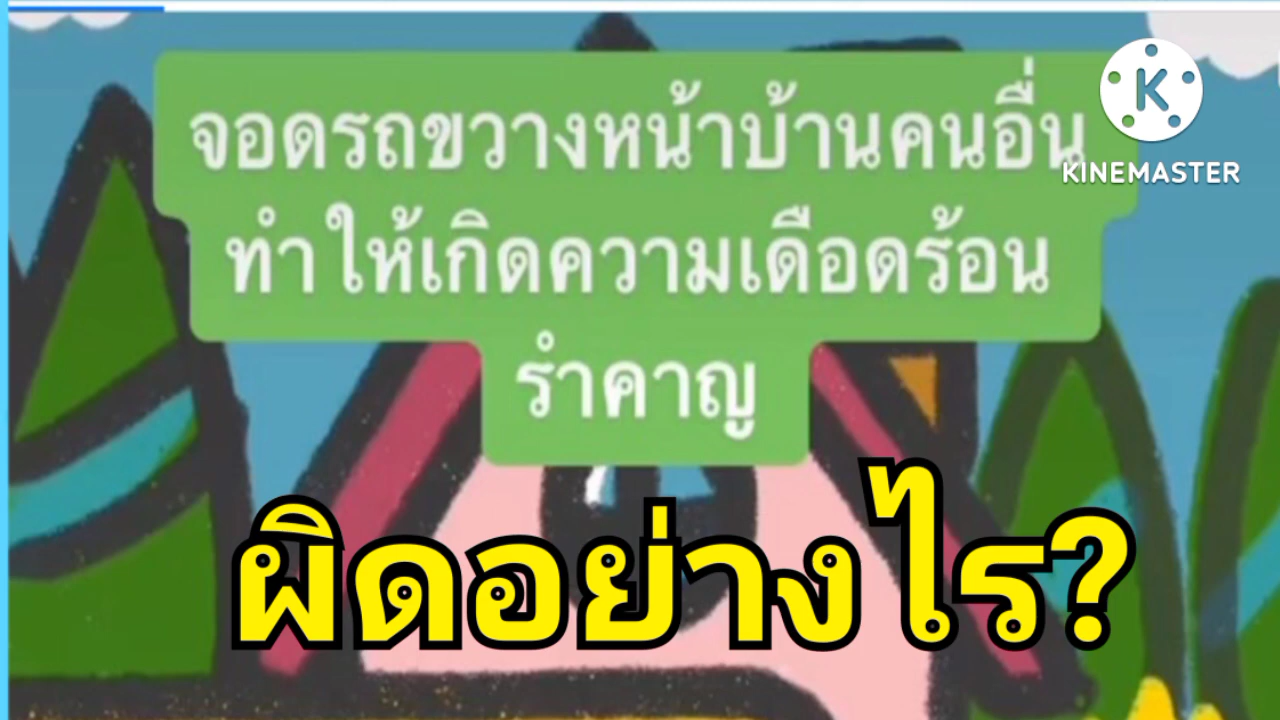 จอดรถขวางหน้าบ้านคนอื่น
ทำให้เกิดความเดือดร้อน
รำคาญ
ผิดอย่างไร?
K
KINEMASTER